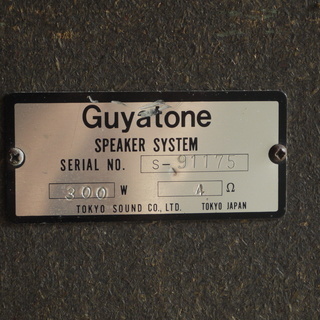 Guyatone
SPEAKER SYSTEM
SERIAL NO. S-91175
300 W 4 Ω
TOKYO SOUND CO., LTD. TOKYO JAPAN